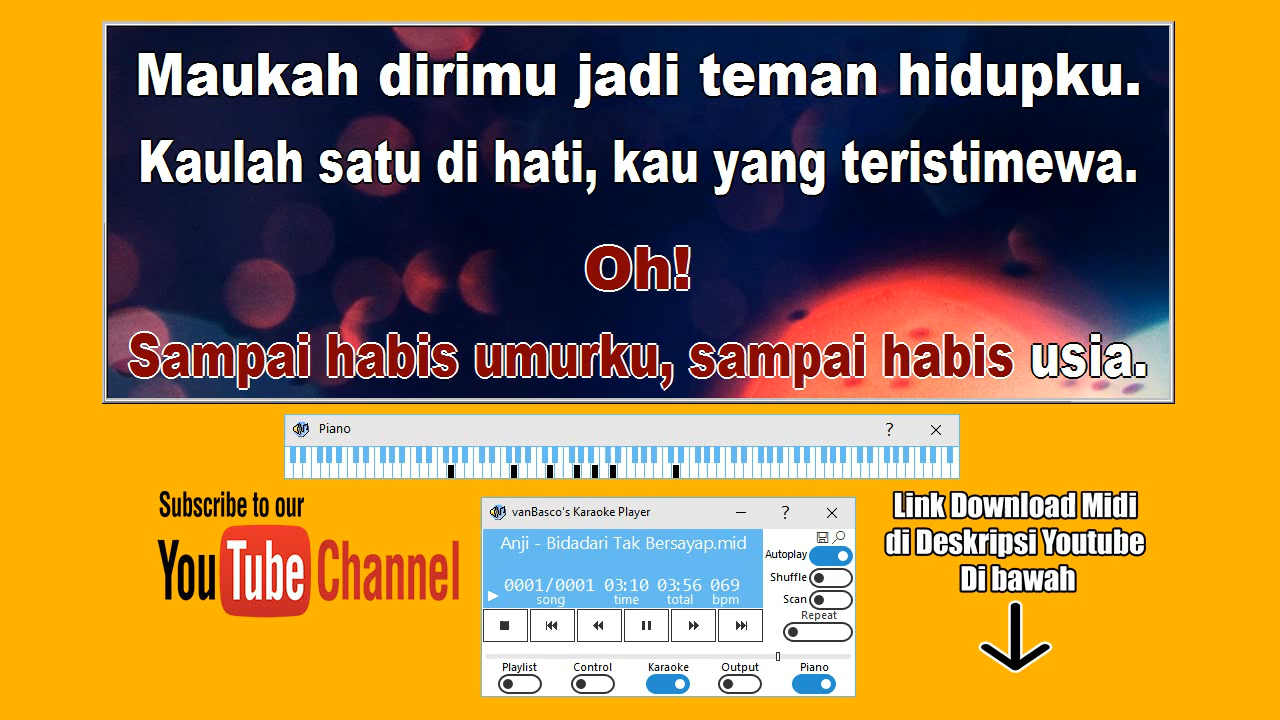 Maukah dirimu jadi teman hidupku.
Kaulah satu di hati, kau yang teristimewa.
Oh!
Sampai habis umurku, sampai habis usia.
Piano
?
Subscribe to our
YouTube Channel
vanBasco's Karaoke Player
?
Anji - Bidadari Tak Bersayap.mid
0001/0001 03:10 03:56 069
song time total bpm
Autoplay
Shuffle
Scan
Repeat
Playlist Control Karaoke Output Piano
Link Download Midi
di Deskripsi Youtube
Di bawah